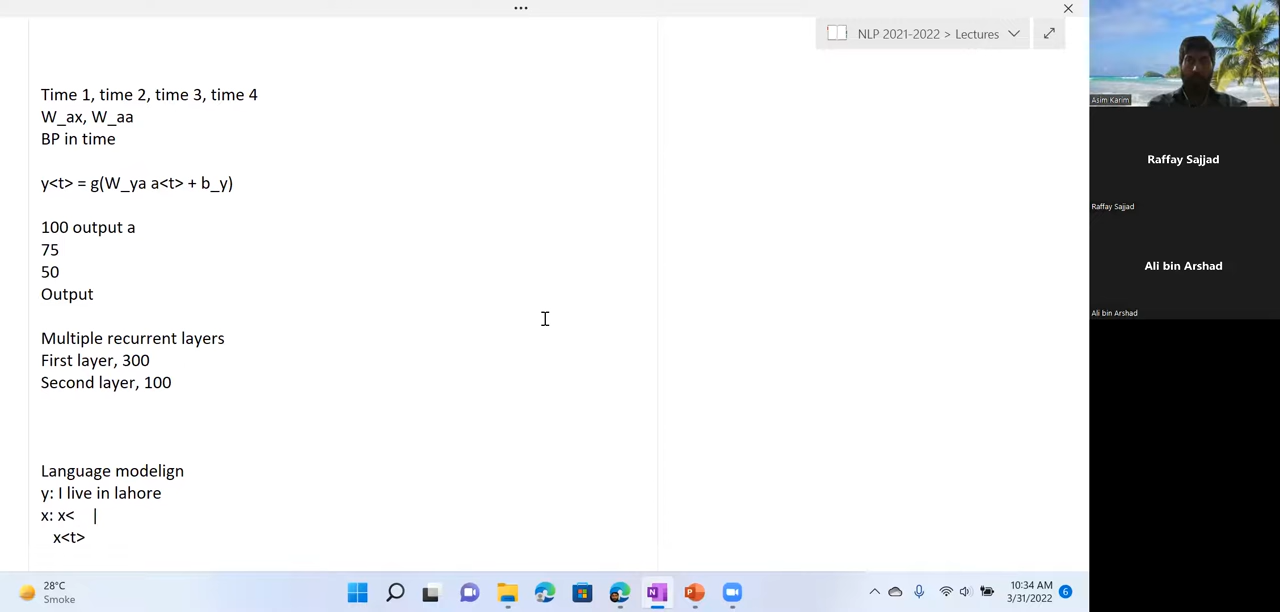 NLP 2021-2022 > Lectures
Time 1, time 2, time 3, time 4
W_ax, W_aa
BP in time
y<t> = g(W_ya a<t> + b_y)
100 output a
75
50
Output
Multiple recurrent layers
First layer, 300
Second layer, 100
Language modelign
y: I live in lahore
x: x<
x<t>
Asim Karim
Raffay Sajjad
Raffay Sajjad
Ali bin Arshad
Ali bin Arshad
28°C
Smoke
10:34 AM
3/31/2022
6